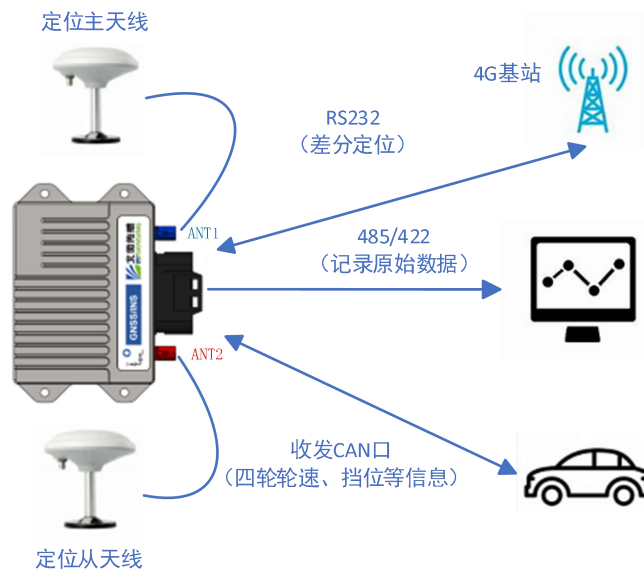 定位主天线
4G基站
RS232
（差分定位）
ANT1
485/422
（记录原始数据）
GNSS/INS
ANT2
收发CAN口
（四轮轮速、挡位等信息）
定位从天线